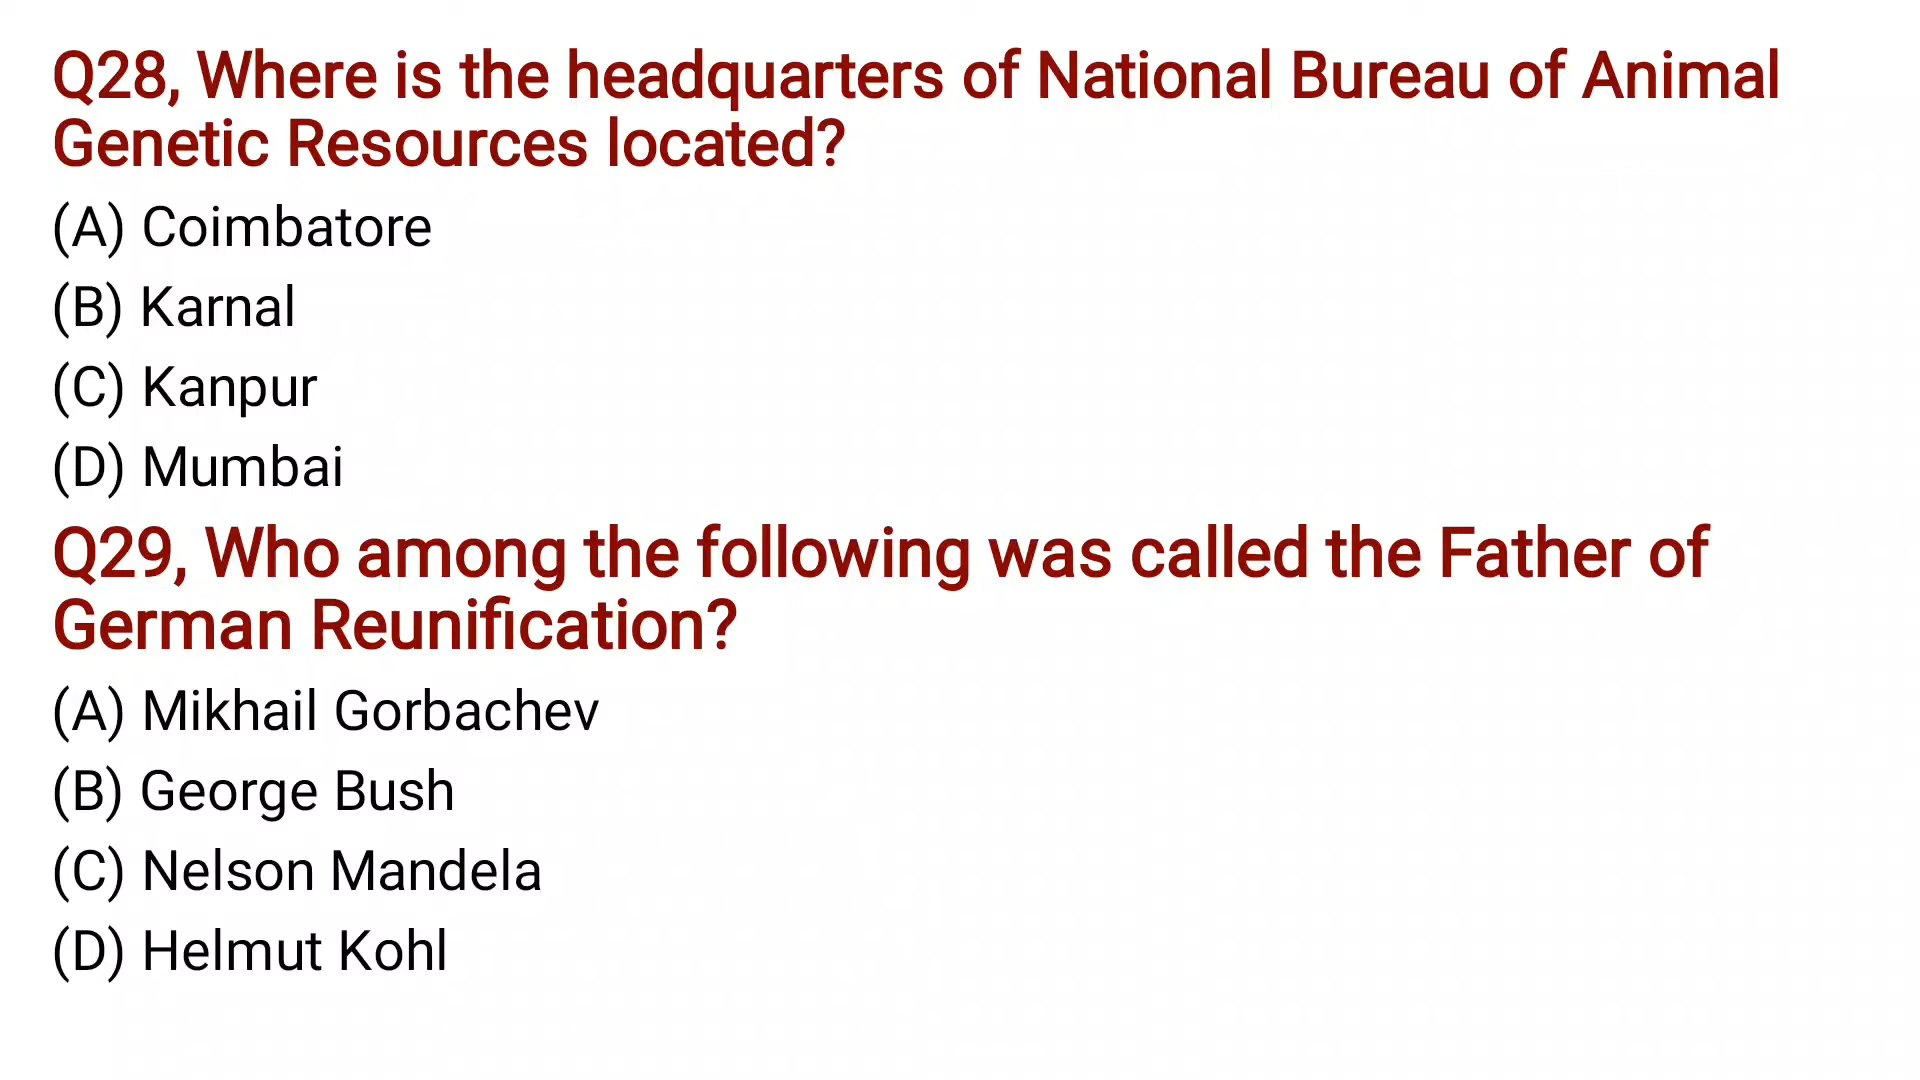 Q28, Where is the headquarters of National Bureau of Animal
Genetic Resources located?
(A) Coimbatore
(B) Karnal
(C) Kanpur
(D) Mumbai
Q29, Who among the following was called the Father of
German Reunification?
(A) Mikhail Gorbachev
(B) George Bush
(C) Nelson Mandela
(D) Helmut Kohl